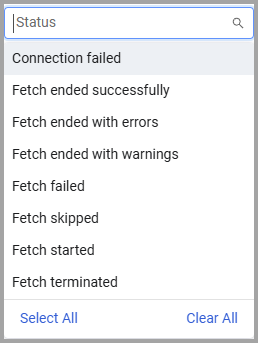 Status
Connection failed
Fetch ended successfully
Fetch ended with errors
Fetch ended with warnings
Fetch failed
Fetch skipped
Fetch started
Fetch terminated
Select All Clear All